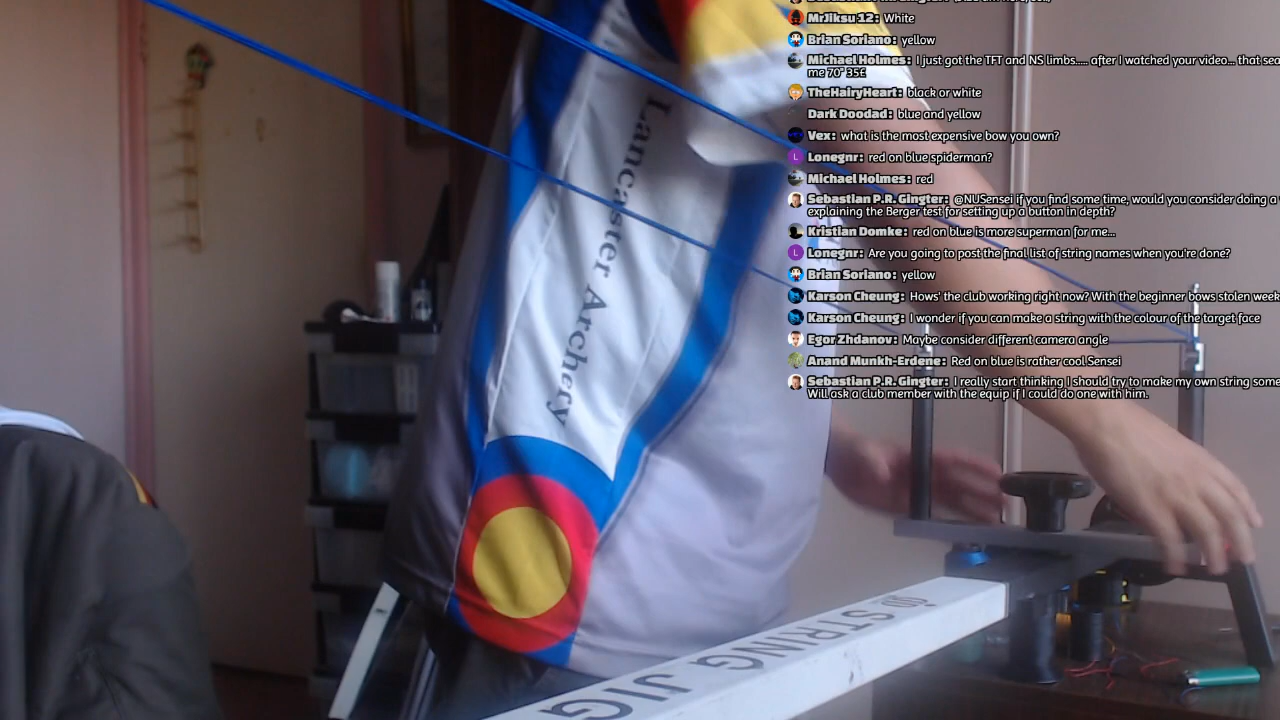 MrJiksu 12: White
Brian Soriano: yellow
Michael Holmes: I just got the TFT and NS limbs..... after I watched your video... that
me 70" 35£
TheHairyHeart: black or white
Dark Doodad: blue and yellow
Vex: what is the most expensive bow you own?
Lonegnr: red on blue spiderman?
Michael Holmes: red
Sebastian P.R. Gingter: @NUSensei if you find some time, would you consider doing a
explaining the Berger test for setting up a button in depth?
Kristian Domke: red on blue is more superman for me...
Lonegnr: Are you going to post the final list of string names when you're done?
Brian Soriano: yellow
Karson Cheung: Hows' the club working right now? With the beginner bows stolen week
Karson Cheung: I wonder if you can make a string with the colour of the target face
Egor Zhdanov: Maybe consider different camera angle
Anand Munkh-Erdene: Red on blue is rather cool Sensei
Sebastian P.R. Gingter: I really start thinking I should try to make my own string some
Will ask a club member with the equip if I could do one with him.
Lancaster Archery
STRING JIG